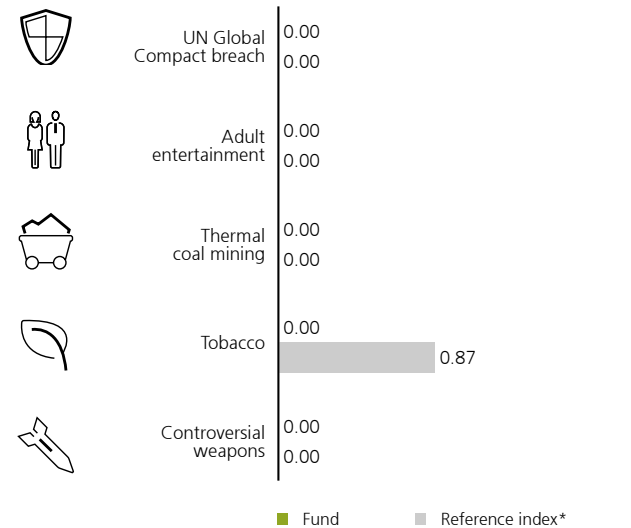 UN Global
Compact breach
0.00
0.00
Adult
entertainment
0.00
0.00
Thermal
coal mining
0.00
0.00
Tobacco
0.00
0.87
Controversial
weapons
0.00
0.00
Fund
Reference index*